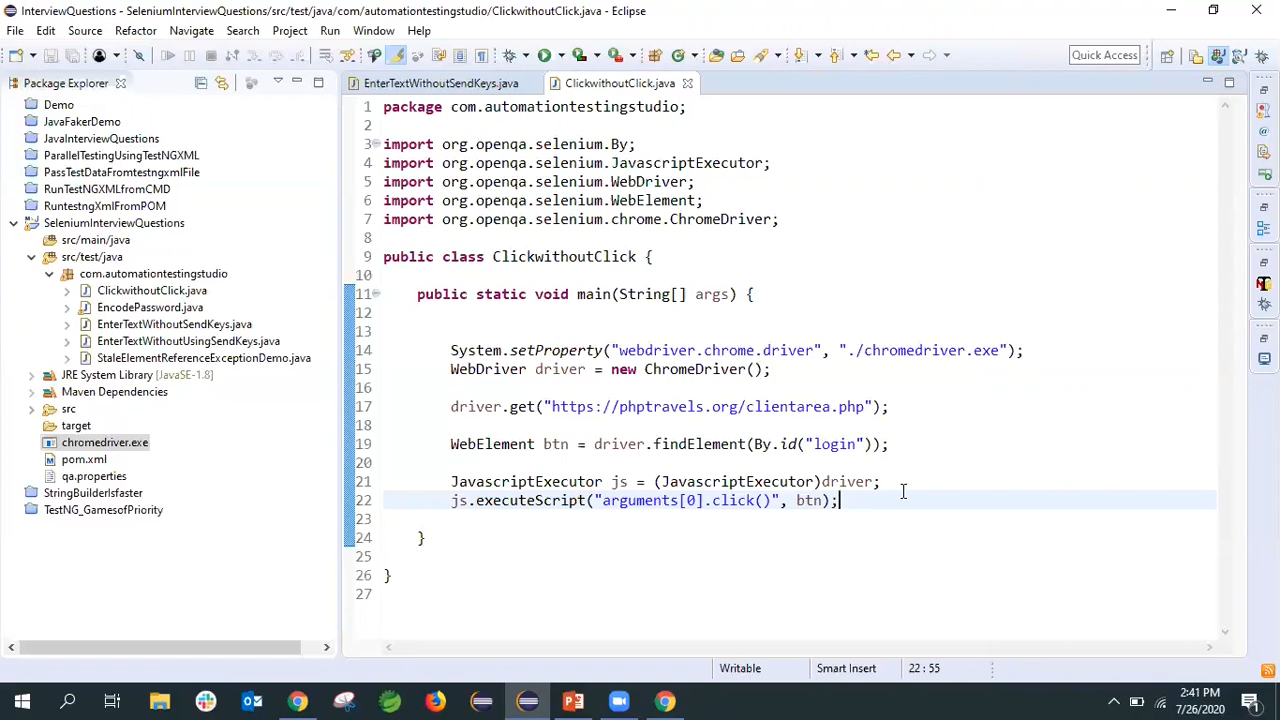 InterviewQuestions - SeleniumInterviewQuestions/src/test/java/com/automationtestingstudio/ClickwithoutClick.java - Eclipse
File Edit Source Refactor Navigate Search Project Run Window Help
Quick Access
Package Explorer
Demo
JavaFakerDemo
JavaInterviewQuestions
ParallelTestingUsingTestNGXML
PassTestDataFromtestngxmlFile
RunTestNGXMLfromCMD
RuntestngXmlFromPOM
SeleniumInterviewQuestions
src/main/java
src/test/java
com.automationtestingstudio
ClickwithoutClick.java
EncodePassword.java
EnterTextWithoutSendKeys.java
EnterTextWithoutUsingSendKeys.java
StaleElementReferenceExceptionDemo.java
JRE System Library [JavaSE-1.8]
Maven Dependencies
src
target
chromedriver.exe
pom.xml
qa.properties
StringBuilderIsfaster
TestNG_GamesofPriority
EnterTextWithoutSendKeys.java ClickwithoutClick.java
1 package com.automationtestingstudio;
2
3 import org.openqa.selenium.By;
4 import org.openqa.selenium.JavascriptExecutor;
5 import org.openqa.selenium.WebDriver;
6 import org.openqa.selenium.WebElement;
7 import org.openqa.selenium.chrome.ChromeDriver;
8
9 public class ClickwithoutClick {
10
11 public static void main(String[] args) {
12
13
14 System.setProperty("webdriver.chrome.driver", "./chromedriver.exe");
15 WebDriver driver = new ChromeDriver();
16
17 driver.get("https://phptravels.org/clientarea.php");
18
19 WebElement btn = driver.findElement(By.id("login"));
20
21 JavascriptExecutor js = (JavascriptExecutor)driver;
22 js.executeScript("arguments[0].click()", btn);
23
24 }
25
26 }
27
Writable Smart Insert 22 : 55
2:41 PM
7/26/2020